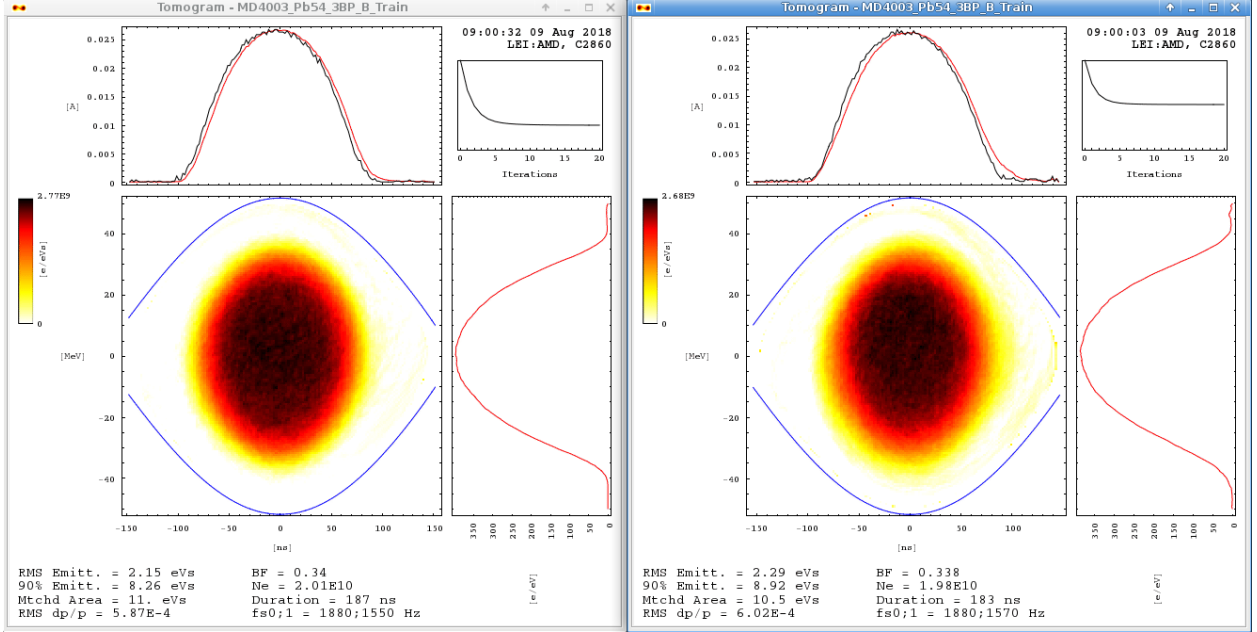 Tomogram - MD4003_Pb54_3BP_B_Train
09:00:32 09 Aug 2018
LEI:AMD, C2860
0.025
0.02
0.015
[A]
0.01
0.005
0
0 5 10 15 20
Iterations
2.77E9
[e/eVs]
0
40
20
[MeV] 0
-20
-40
-150 -100 -50 0 50 100 150
[ns]
350 300 250 200 150 100 50 0
[e/eV]
RMS Emitt. = 2.15 eVs BF = 0.34
90% Emitt. = 8.26 eVs Ne = 2.01E10
Mtchd Area = 11. eVs Duration = 187 ns
RMS dp/p = 5.87E-4 fs0;1 = 1880;1550 Hz
Tomogram - MD4003_Pb54_3BP_B_Train
09:00:03 09 Aug 2018
LEI:AMD, C2860
0.025
0.02
0.015
[A]
0.01
0.005
0
0 5 10 15 20
Iterations
2.68E9
[e/eVs]
0
40
20
[MeV] 0
-20
-40
-150 -100 -50 0 50 100
[ns]
350 300 250 200 150 100 50 0
[e/eV]
RMS Emitt. = 2.29 eVs BF = 0.338
90% Emitt. = 8.92 eVs Ne = 1.98E10
Mtchd Area = 10.5 eVs Duration = 183 ns
RMS dp/p = 6.02E-4 fs0;1 = 1880;1570 Hz